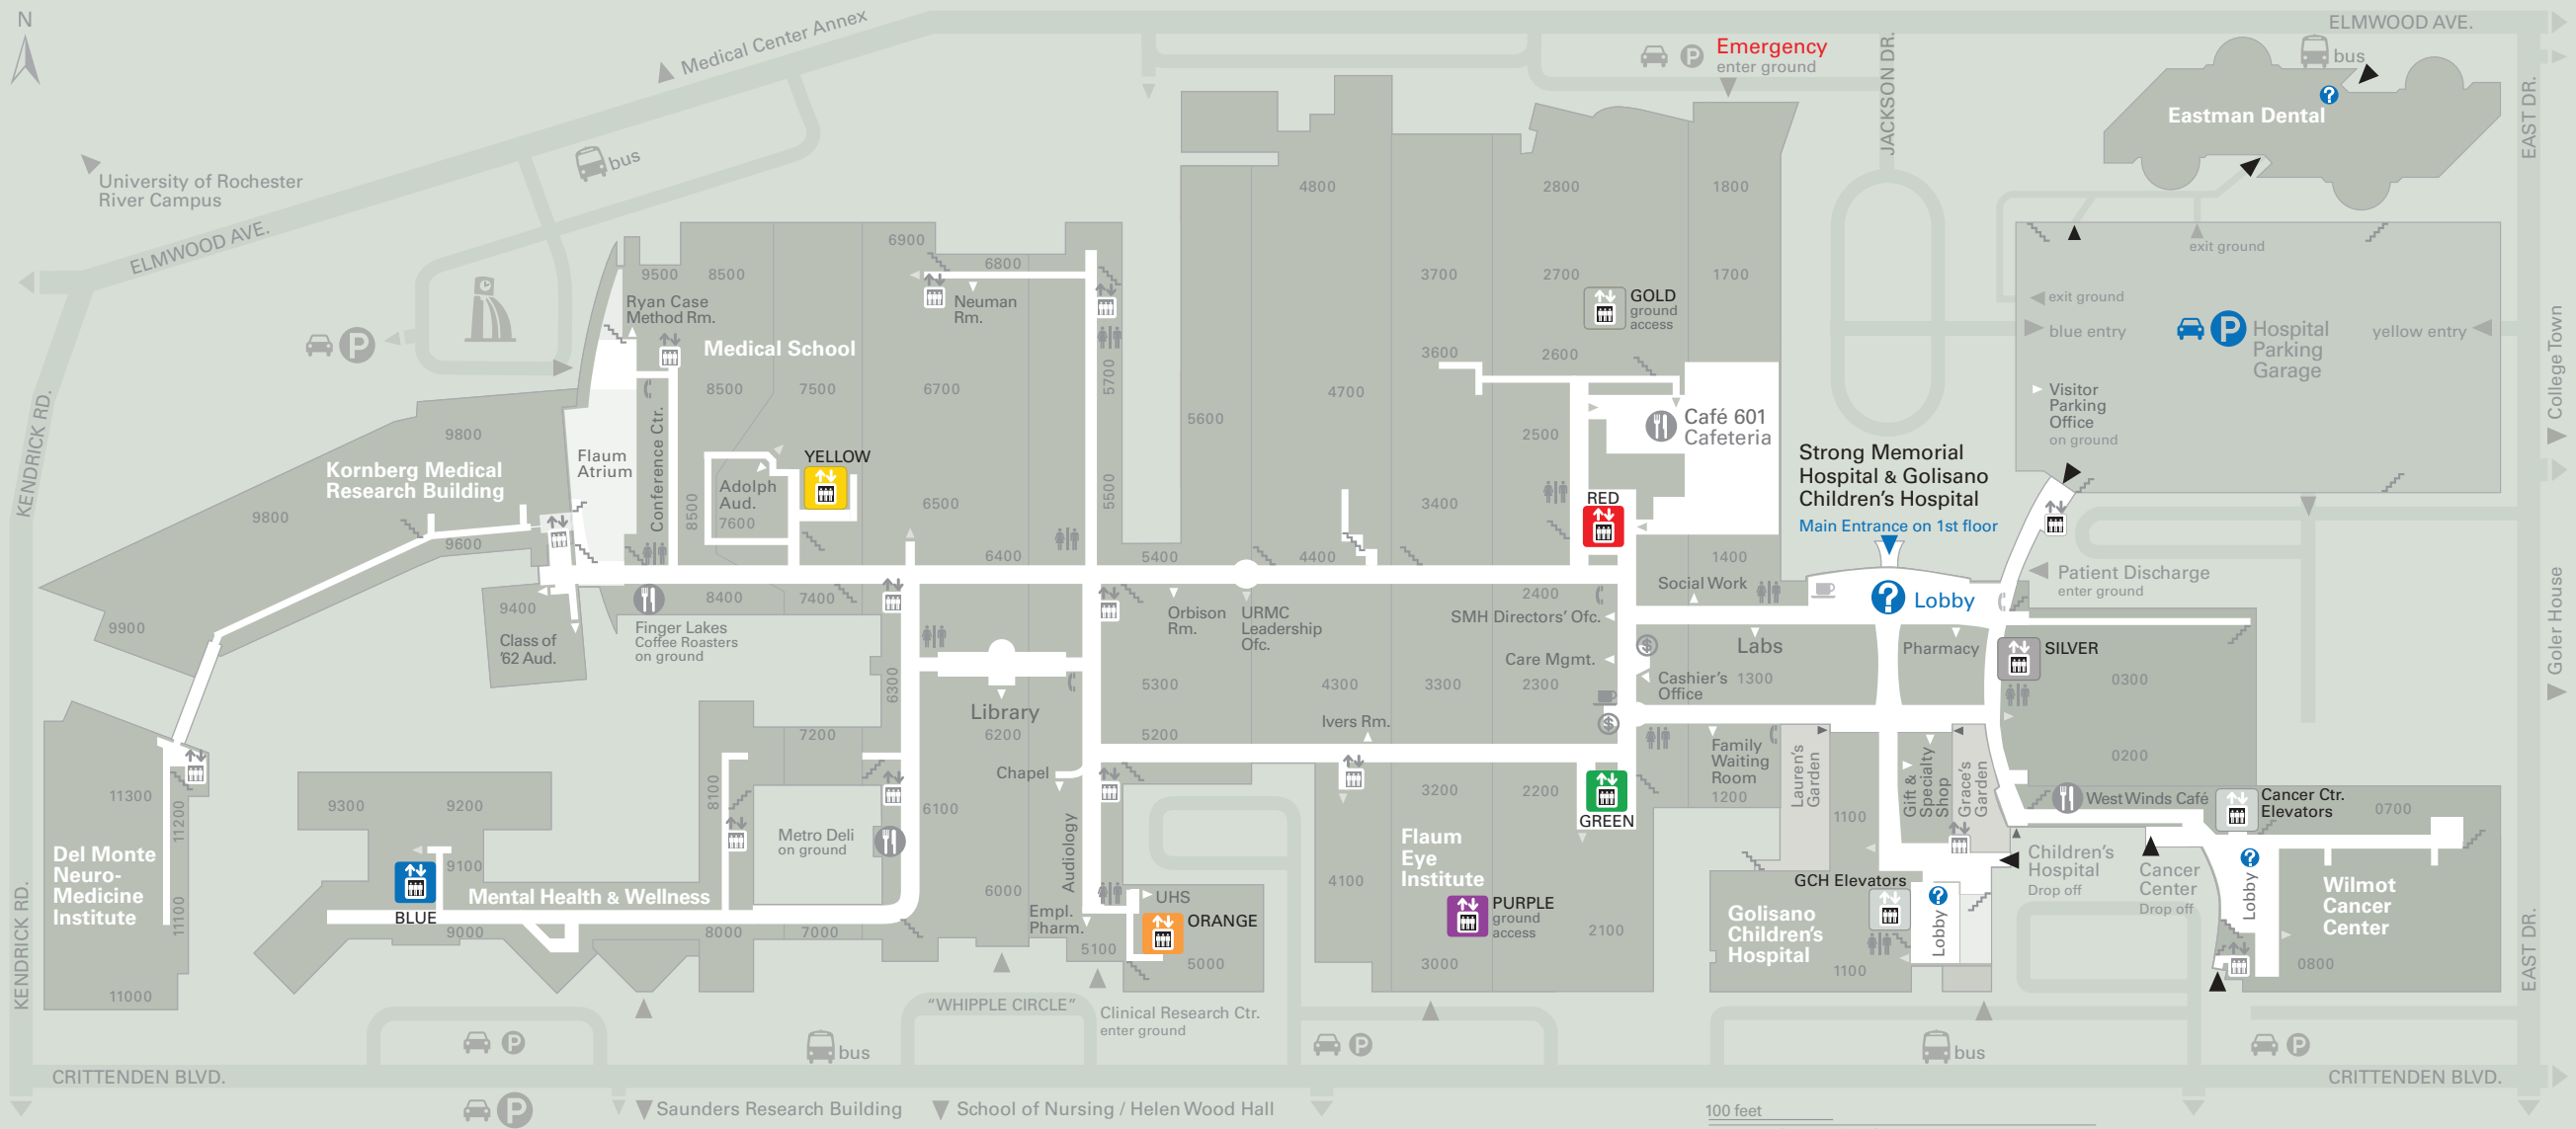 N
ELMWOOD AVE.
Medical Center Annex
Emergency
enter ground
JACKSON DR.
bus
Eastman Dental
EAST DR.
University of Rochester
River Campus
bus
ELMWOOD AVE.
4800
2800
1800
6900
6800
9500
8500
Ryan Case
Method Rm.
Neuman
Rm.
3700
2700
1700
GOLD
ground
access
exit ground
exit ground
blue entry
P
Hospital
Parking
Garage
yellow entry
College Town
P
P
Medical School
8500
7500
6700
5700
3600
2600
4700
5600
Café 601
Cafeteria
2500
Visitor
Parking
Office
on ground
KENDRICK RD.
9800
Kornberg Medical
Research Building
Flaum
Atrium
Conference Ctr.
YELLOW
Adolph
Aud.
7600
8500
6500
5500
3400
RED
Strong Memorial
Hospital & Golisano
Children's Hospital
Main Entrance on 1st floor
9800
9600
6400
5400
4400
1400
Patient Discharge
enter ground
Goler House
9900
9400
Class of
'62 Aud.
Finger Lakes
Coffee Roasters
on ground
8400
7400
Orbison
Rm.
URMC
Leadership
Ofc.
2400
SMH Directors' Ofc.
Social Work
?
Lobby
Care Mgmt.
Labs
1300
Cashier's
Office
$
$
Pharmacy
SILVER
0300
6300
Library
6200
5300
4300
3300
2300
Ivers Rm.
7200
5200
Chapel
Family
Waiting
Room
1200
Lauren's
Garden
Gift &
Specialty
Shop
Grace's
Garden
0200
West Winds Café
Cancer Ctr.
Elevators
0700
11300
11200
9300
9200
8100
6100
Metro Deli
on ground
Audiology
3200
2200
GREEN
1100
Del Monte
Neuro-
Medicine
Institute
11100
9100
BLUE
Mental Health & Wellness
9000
8000
7000
6000
Empl.
Pharm.
UHS
ORANGE
5100
5000
Flaum
Eye
Institute
4100
PURPLE
ground
access
3000
2100
GCH Elevators
?
Lobby
Golisano
Children's
Hospital
1100
Children's
Hospital
Drop off
Cancer
Center
Drop off
?
Lobby
Wilmot
Cancer
Center
0800
?
11000
KENDRICK RD.
EAST DR.
"WHIPPLE CIRCLE"
Clinical Research Ctr.
enter ground
P
bus
P
bus
P
CRITTENDEN BLVD.
CRITTENDEN BLVD.
P
Saunders Research Building
School of Nursing / Helen Wood Hall
100 feet